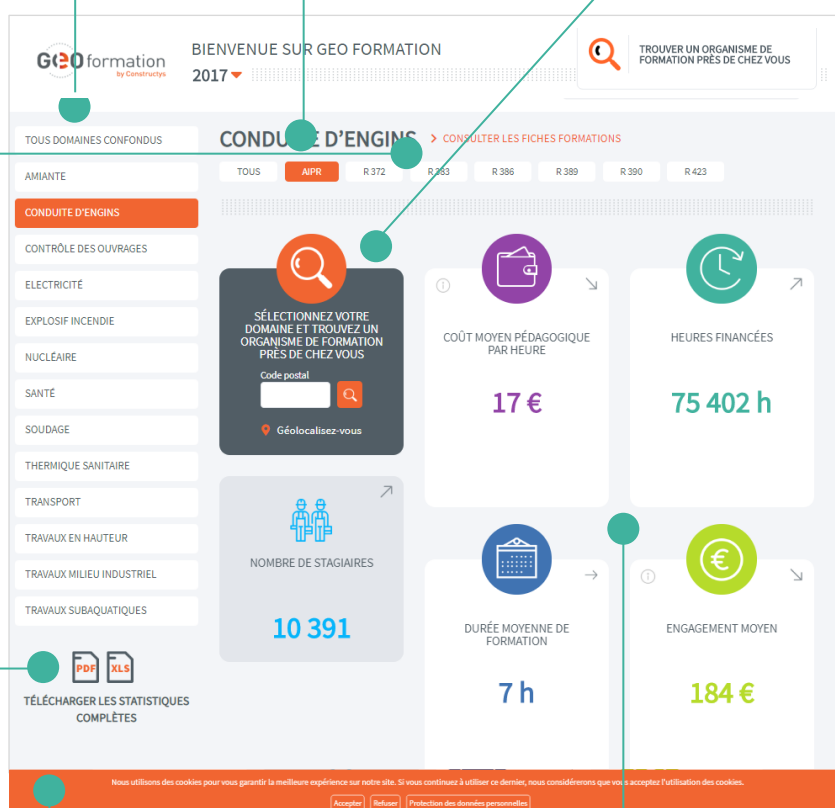 GEOformation
by Constructys
BIENVENUE SUR GEO FORMATION
2017
TROUVER UN ORGANISME DE
FORMATION PRÈS DE CHEZ VOUS
TOUS DOMAINES CONFONDUS
AMIANTE
CONDUITE D'ENGINS
CONTRÔLE DES OUVRAGES
ELECTRICITÉ
EXPLOSIF INCENDIE
NUCLÉAIRE
SANTÉ
SOUDAGE
THERMIQUE SANITAIRE
TRANSPORT
TRAVAUX EN HAUTEUR
TRAVAUX MILIEU INDUSTRIEL
TRAVAUX SUBAQUATIQUES
PDF XLS
TÉLÉCHARGER LES STATISTIQUES
COMPLÈTES
CONDUITE D'ENGINS > CONSULTER LES FICHES FORMATIONS
TOUS AIPR R 372 R 383 R 386 R 389 R 390 R 423
SÉLECTIONNEZ VOTRE
DOMAINE ET TROUVEZ UN
ORGANISME DE FORMATION
PRÈS DE CHEZ VOUS
Code postal
Géolocalisez-vous
COÛT MOYEN PÉDAGOGIQUE
PAR HEURE
17 €
HEURES FINANCÉES
75 402 h
NOMBRE DE STAGIAIRES
10 391
DURÉE MOYENNE DE
FORMATION
7 h
ENGAGEMENT MOYEN
184 €
Nous utilisons des cookies pour vous garantir la meilleure expérience sur notre site. Si vous continuez à utiliser ce dernier, nous considérerons que vous acceptez l'utilisation des cookies.
Accepter Refuser Protection des données personnelles